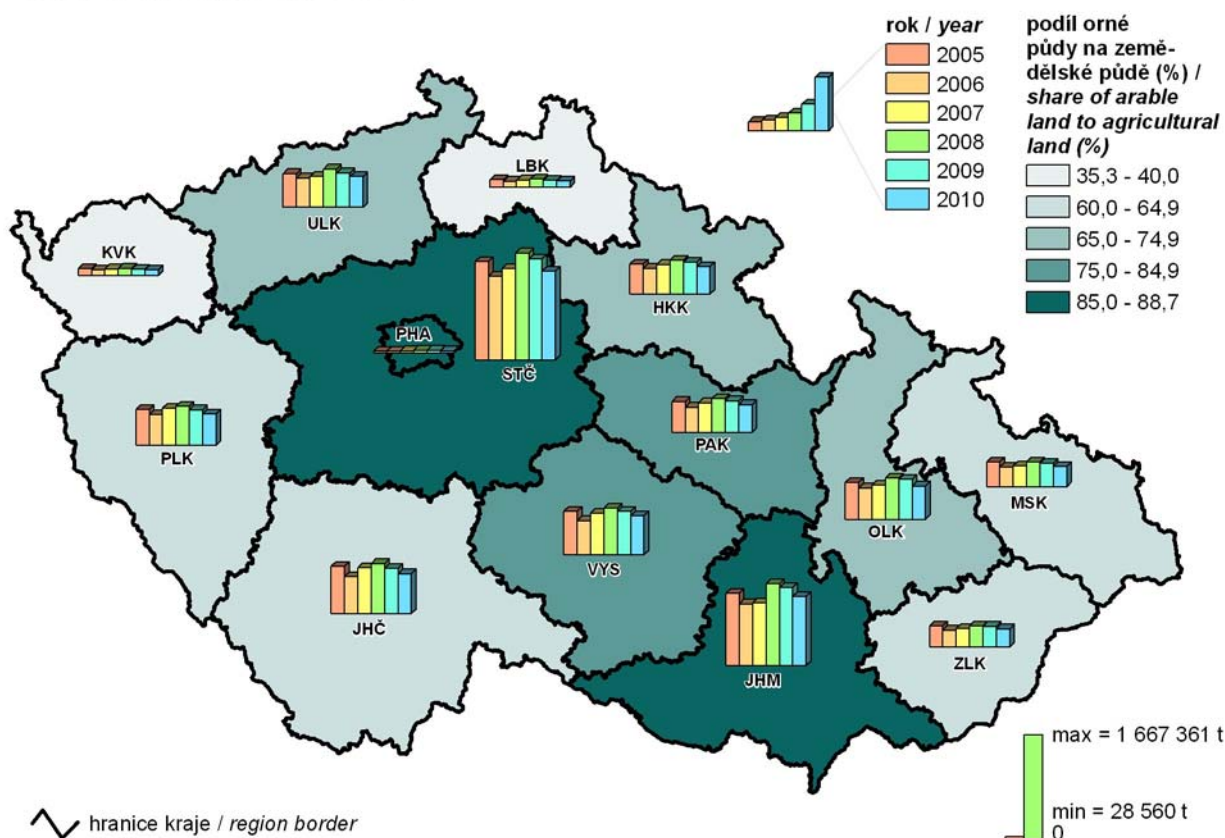 rok / year
2005
2006
2007
2008
2009
2010
podíl orné
půdy na země-
dělské půdě (%) /
share of arable
land to agricultural
land (%)
35,3 - 40,0
60,0 - 64,9
65,0 - 74,9
75,0 - 84,9
85,0 - 88,7
LBK
ULK
KVK
HKK
PHA
STČ
PAK
PLK
MSK
OLK
VYS
JHČ
ZLK
JHM
max = 1 667 361 t
min = 28 560 t
0
hranice kraje / region border